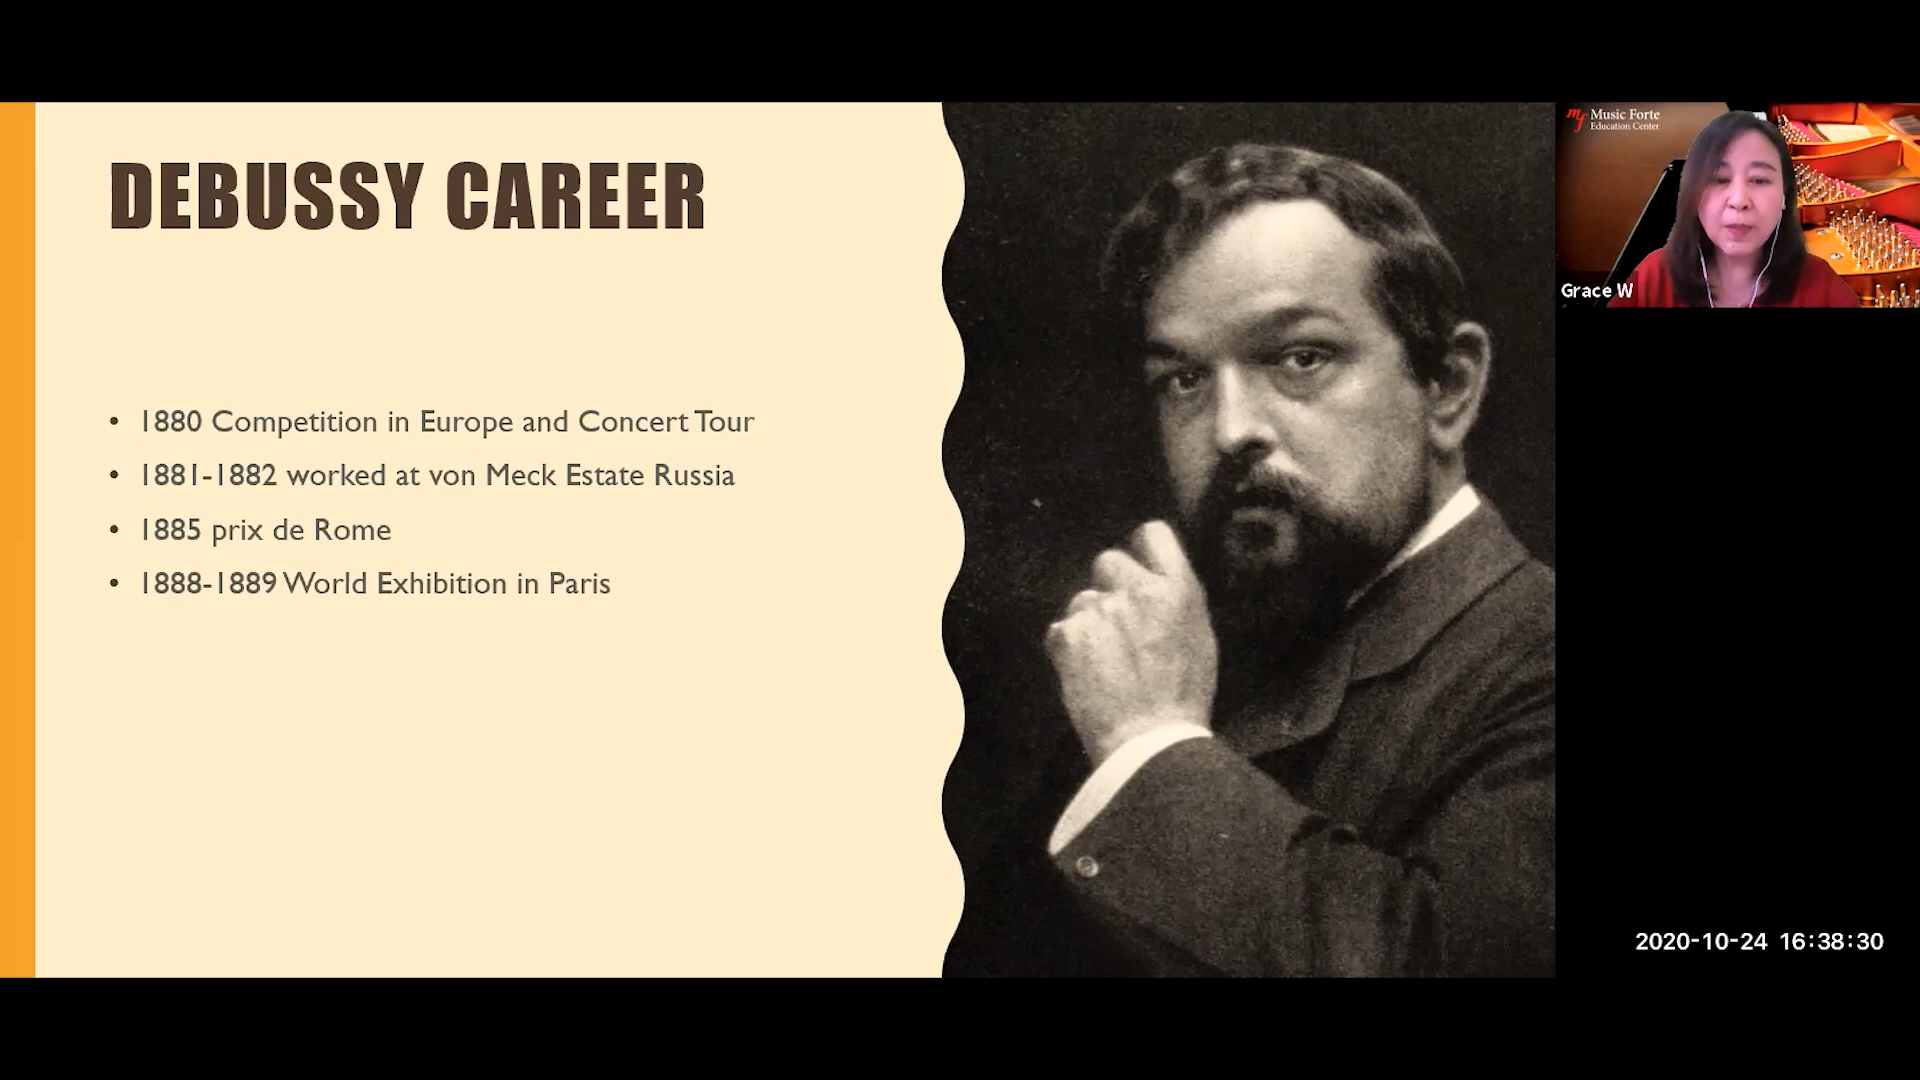 DEBUSSY CAREER
• 1880 Competition in Europe and Concert Tour
• 1881-1882 worked at von Meck Estate Russia
• 1885 prix de Rome
• 1888-1889 World Exhibition in Paris
mf Music Forte
Education Center
Grace W
2020-10-24 16:38:30